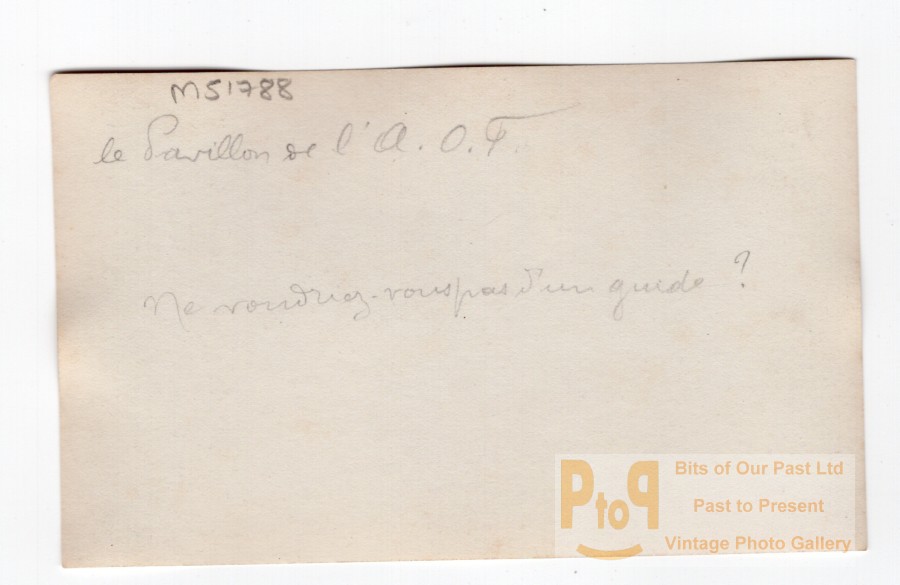 M51788
le Pavillon de l'A.O.F.
Ne voudriez-vous pas d'un guide ?
PtoP
Bits of Our Past Ltd
Past to Present
Vintage Photo Gallery